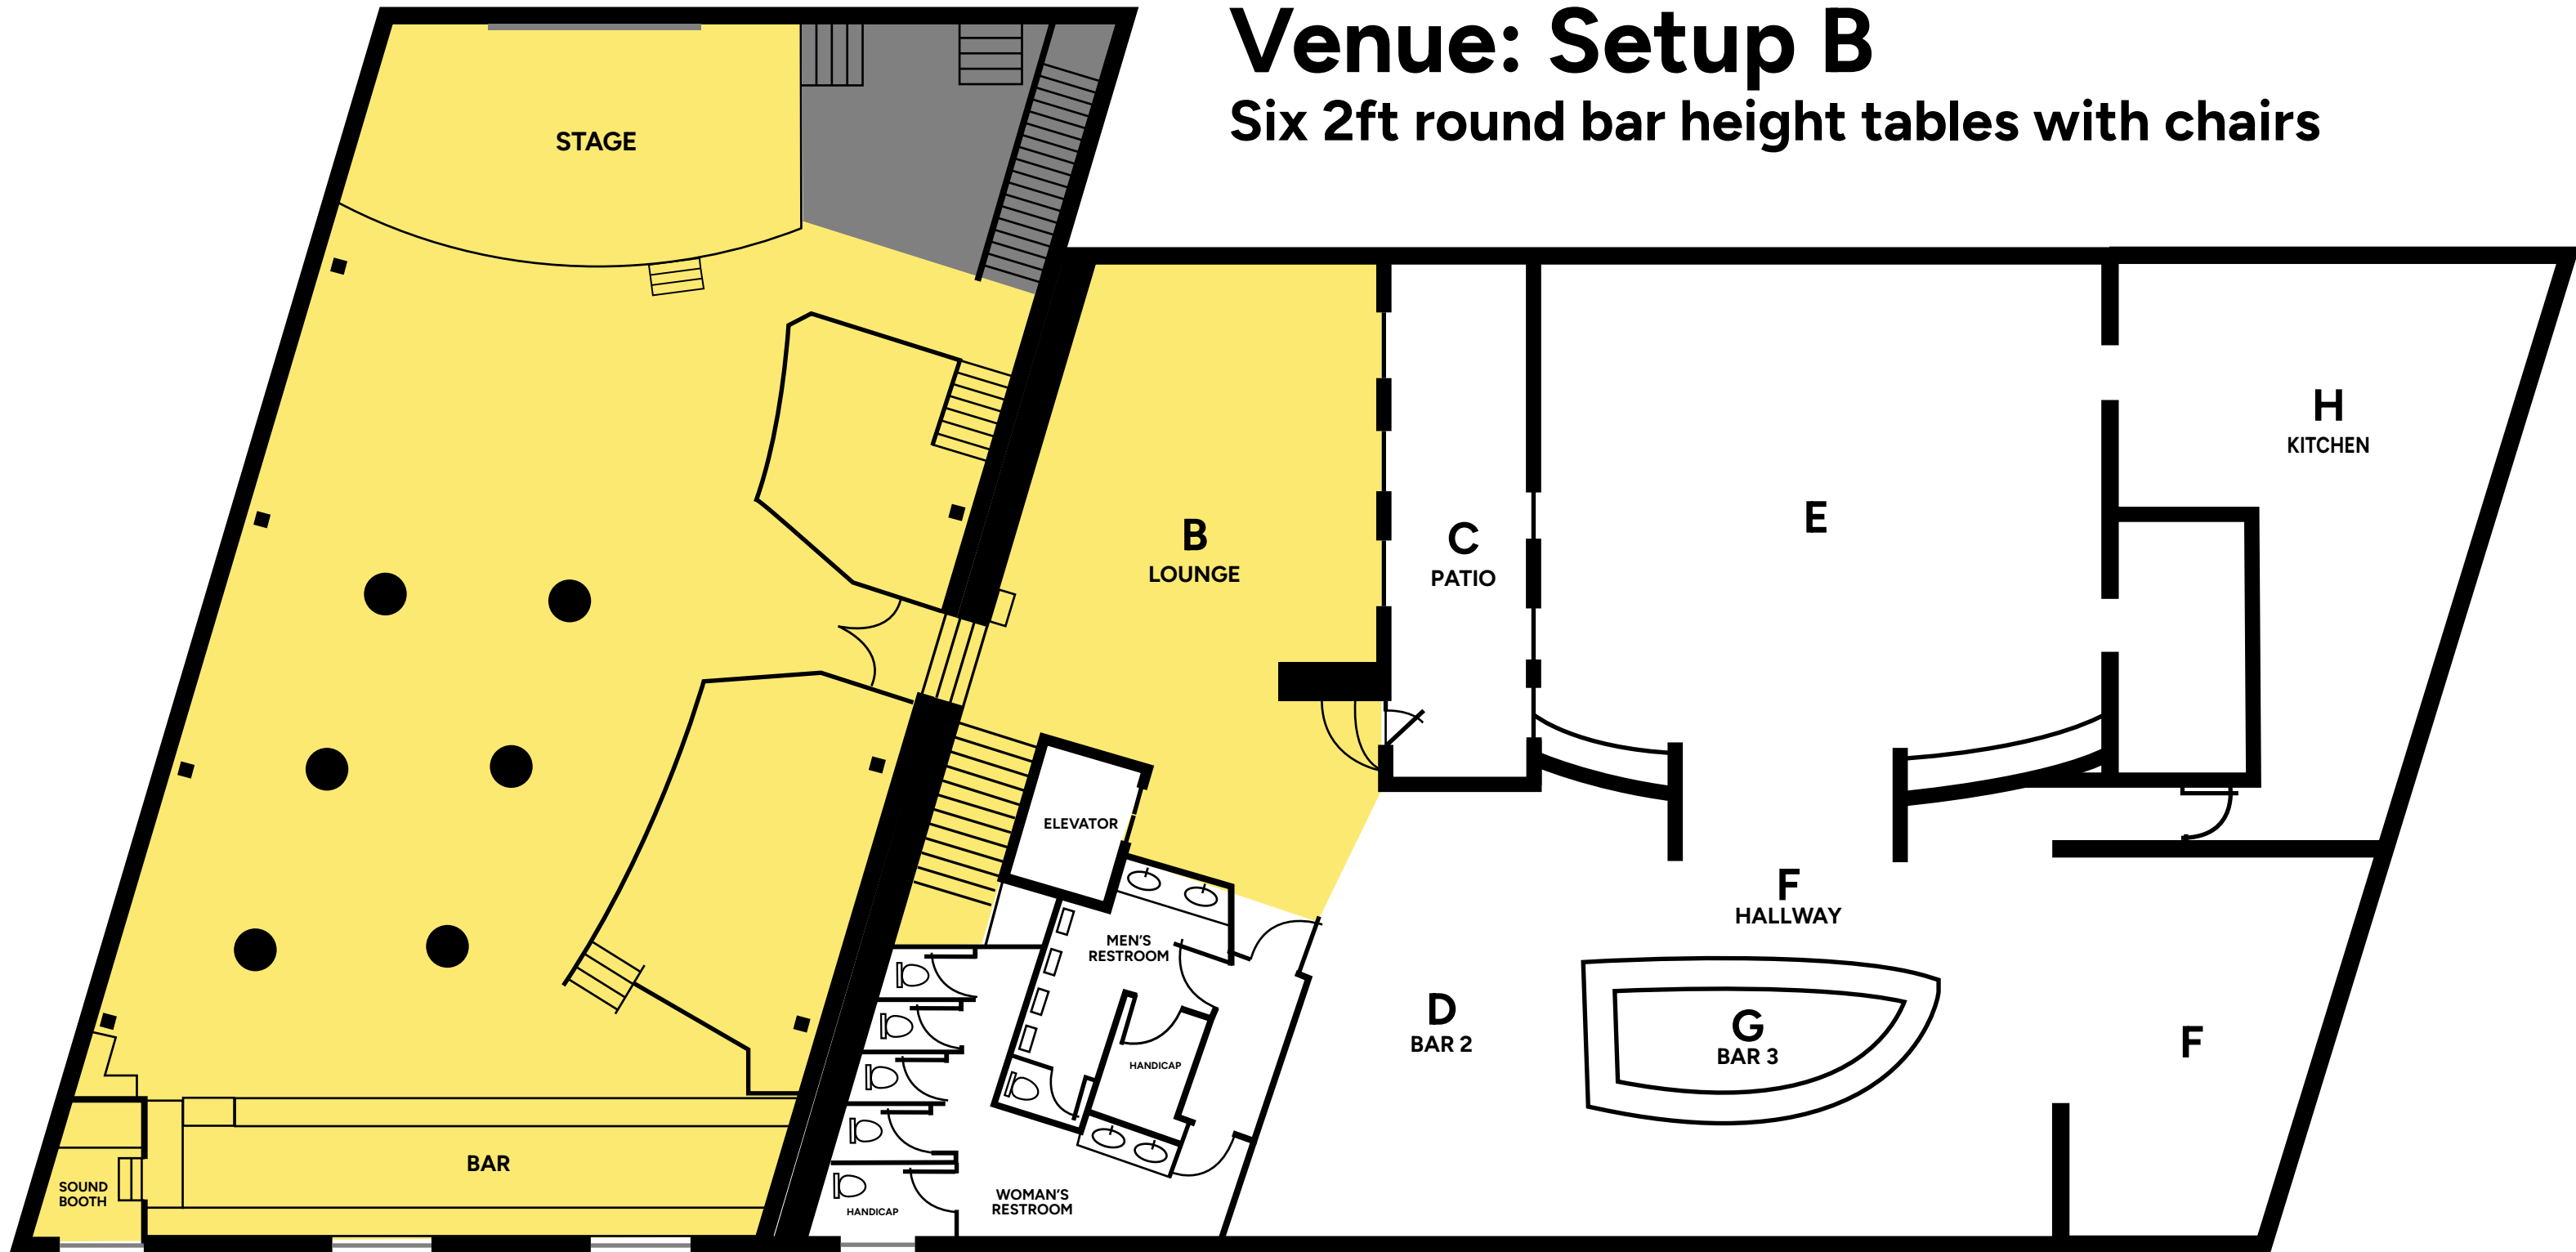 Venue: Setup B
Six 2ft round bar height tables with chairs
STAGE
H
KITCHEN
E
B
LOUNGE
C
PATIO
ELEVATOR
F
HALLWAY
MEN'S
RESTROOM
D
BAR 2
G
BAR 3
F
HANDICAP
BAR
SOUND
BOOTH
WOMAN'S
RESTROOM
HANDICAP